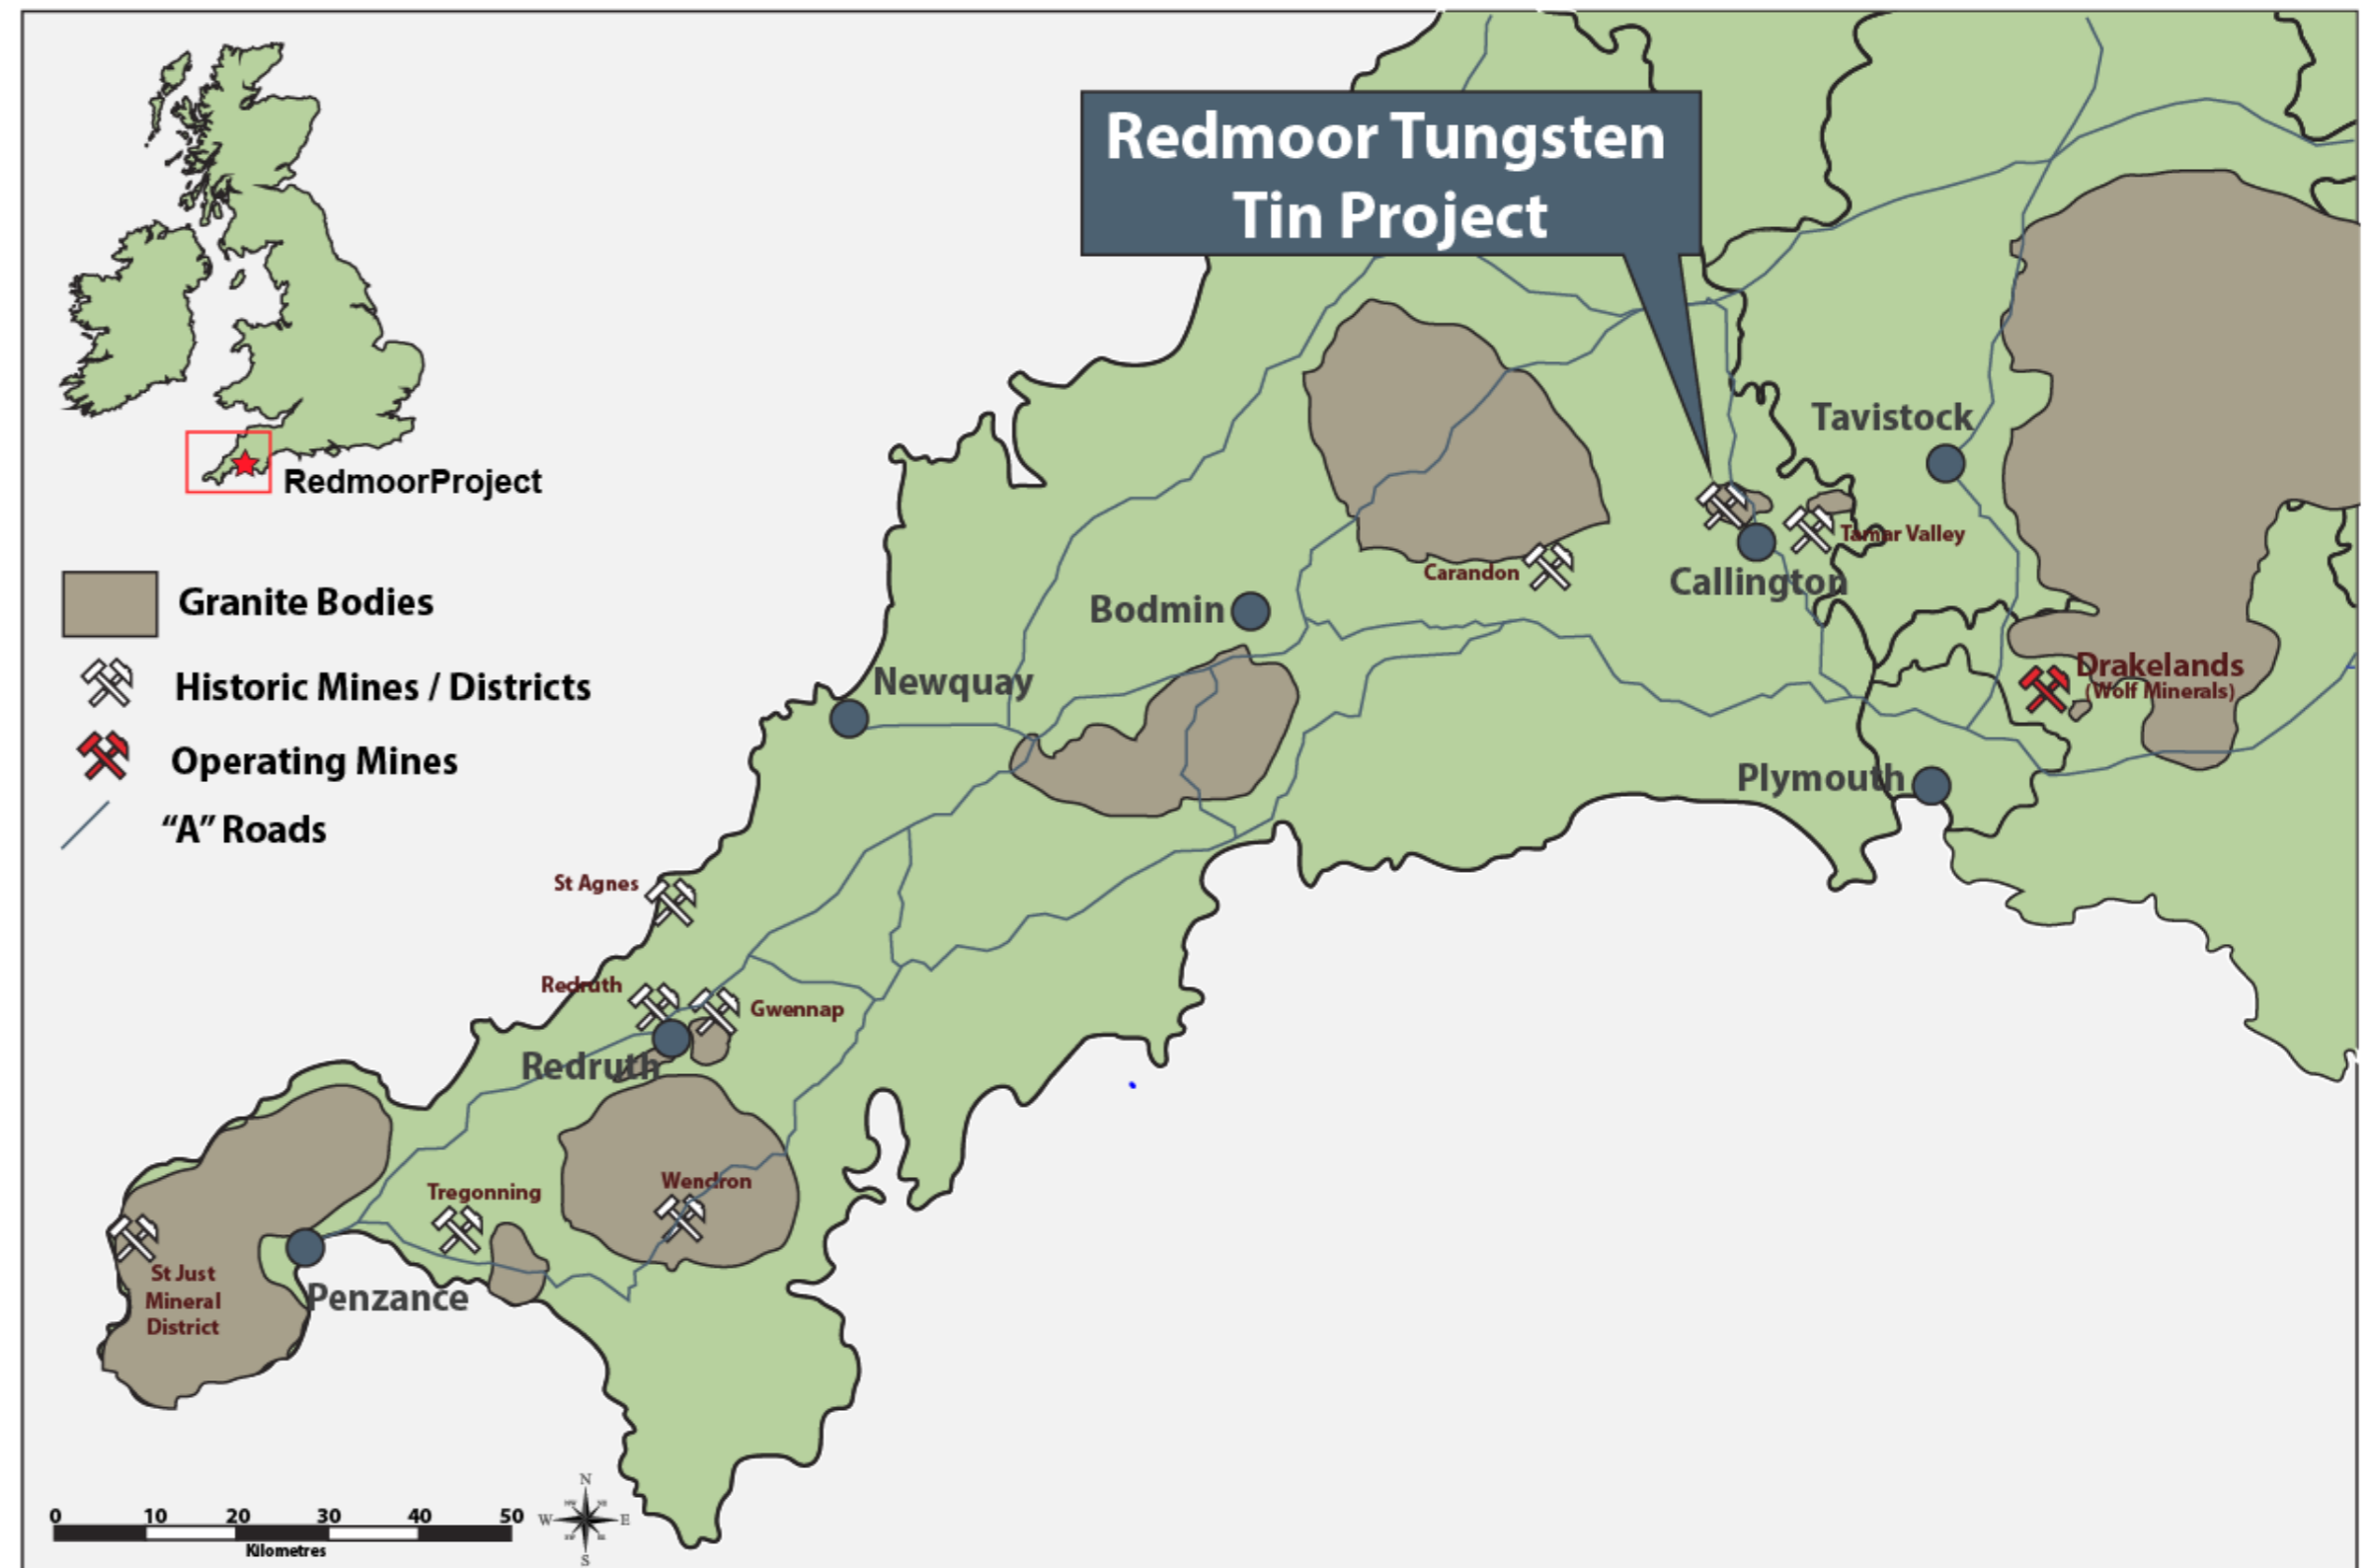 Redmoor Tungsten
Tin Project
RedmoorProject
Granite Bodies
Historic Mines / Districts
Operating Mines
“A” Roads
Tavistock
Tamar Valley
Carandon
Callington
Bodmin
Newquay
Drakelands
(Wolf Minerals)
Plymouth
St Agnes
Redruth
Gwennap
Redruth
Wendron
Tregonning
St Just
Mineral
District
Penzance
0 10 20 30 40 50
Kilometres
N
W E
S